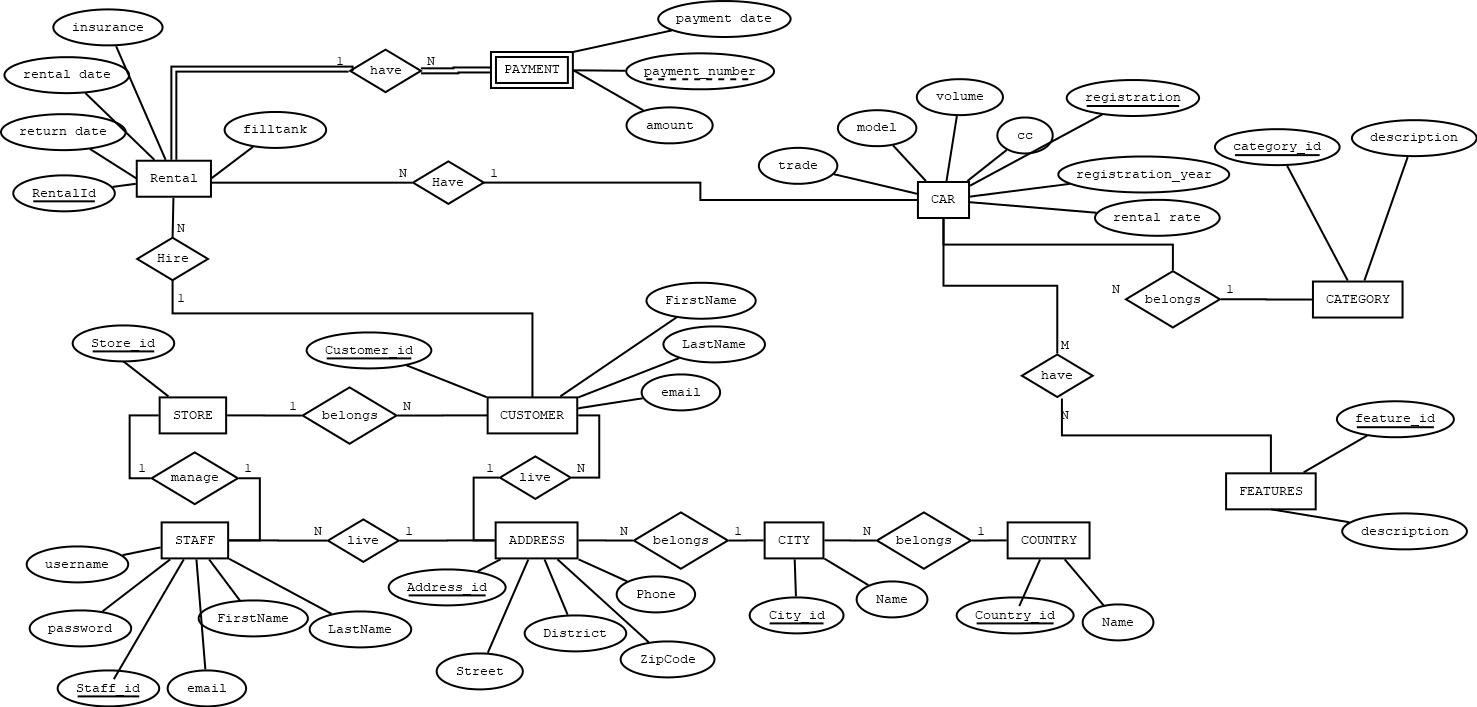 insurance
payment date
rental date
1
have
N
PAYMENT
payment_number
return date
filltank
amount
volume
registration
model
cc
category_id
description
trade
Rental
RentalId
N
Have
1
CAR
registration_year
rental rate
N
Hire
1
N
belongs
1
CATEGORY
FirstName
Store_id
Customer_id
LastName
email
M
have
N
STORE
1
belongs
N
CUSTOMER
feature_id
1
manage
1
1
live
N
FEATURES
description
STAFF
N
live
1
ADDRESS
N
belongs
1
CITY
N
belongs
1
COUNTRY
username
Address_id
Phone
Name
password
FirstName
LastName
District
City_id
Country_id
Name
Street
ZipCode
Staff_id
email